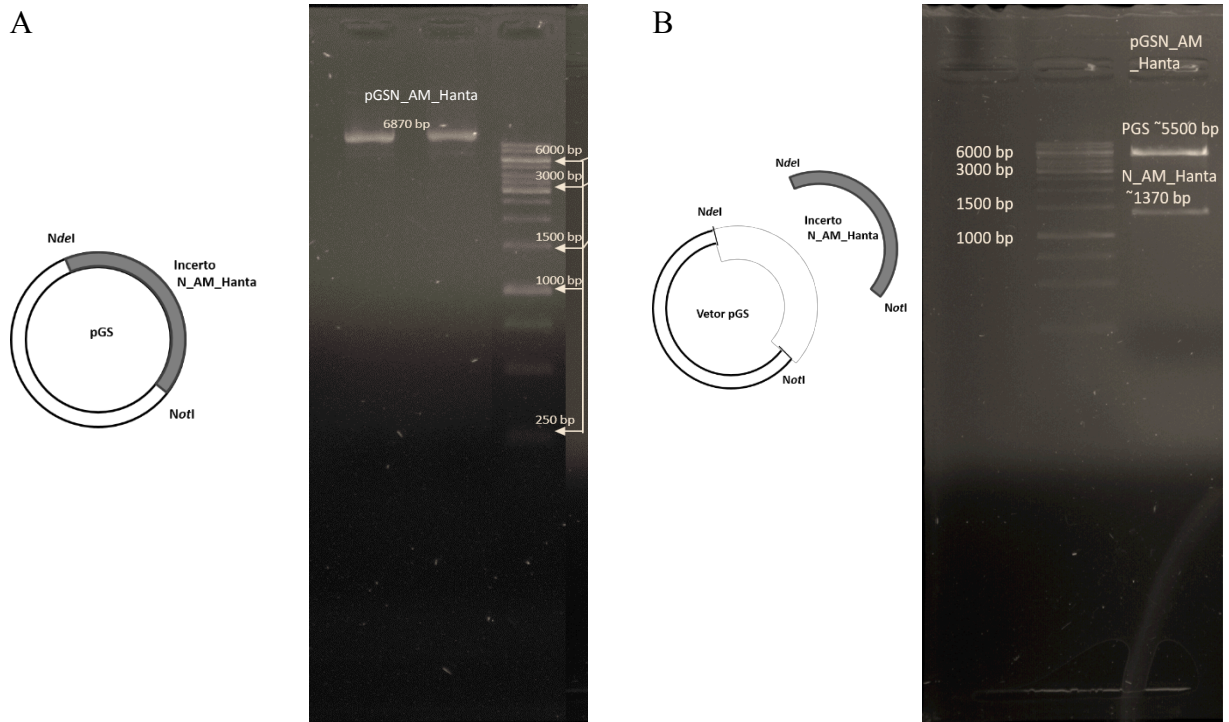 A
NdeI
Incerto
N_AM_Hanta
pGS
NotI
pGSN_AM_Hanta
6870 bp
6000 bp
3000 bp
1500 bp
1000 bp
250 bp
B
NdeI
NdeI
Incerto
N_AM_Hanta
NotI
Vetor pGS
NotI
pGSN_AM
_Hanta
PGS ~5500 bp
6000 bp
3000 bp
N_AM_Hanta
~1370 bp
1500 bp
1000 bp